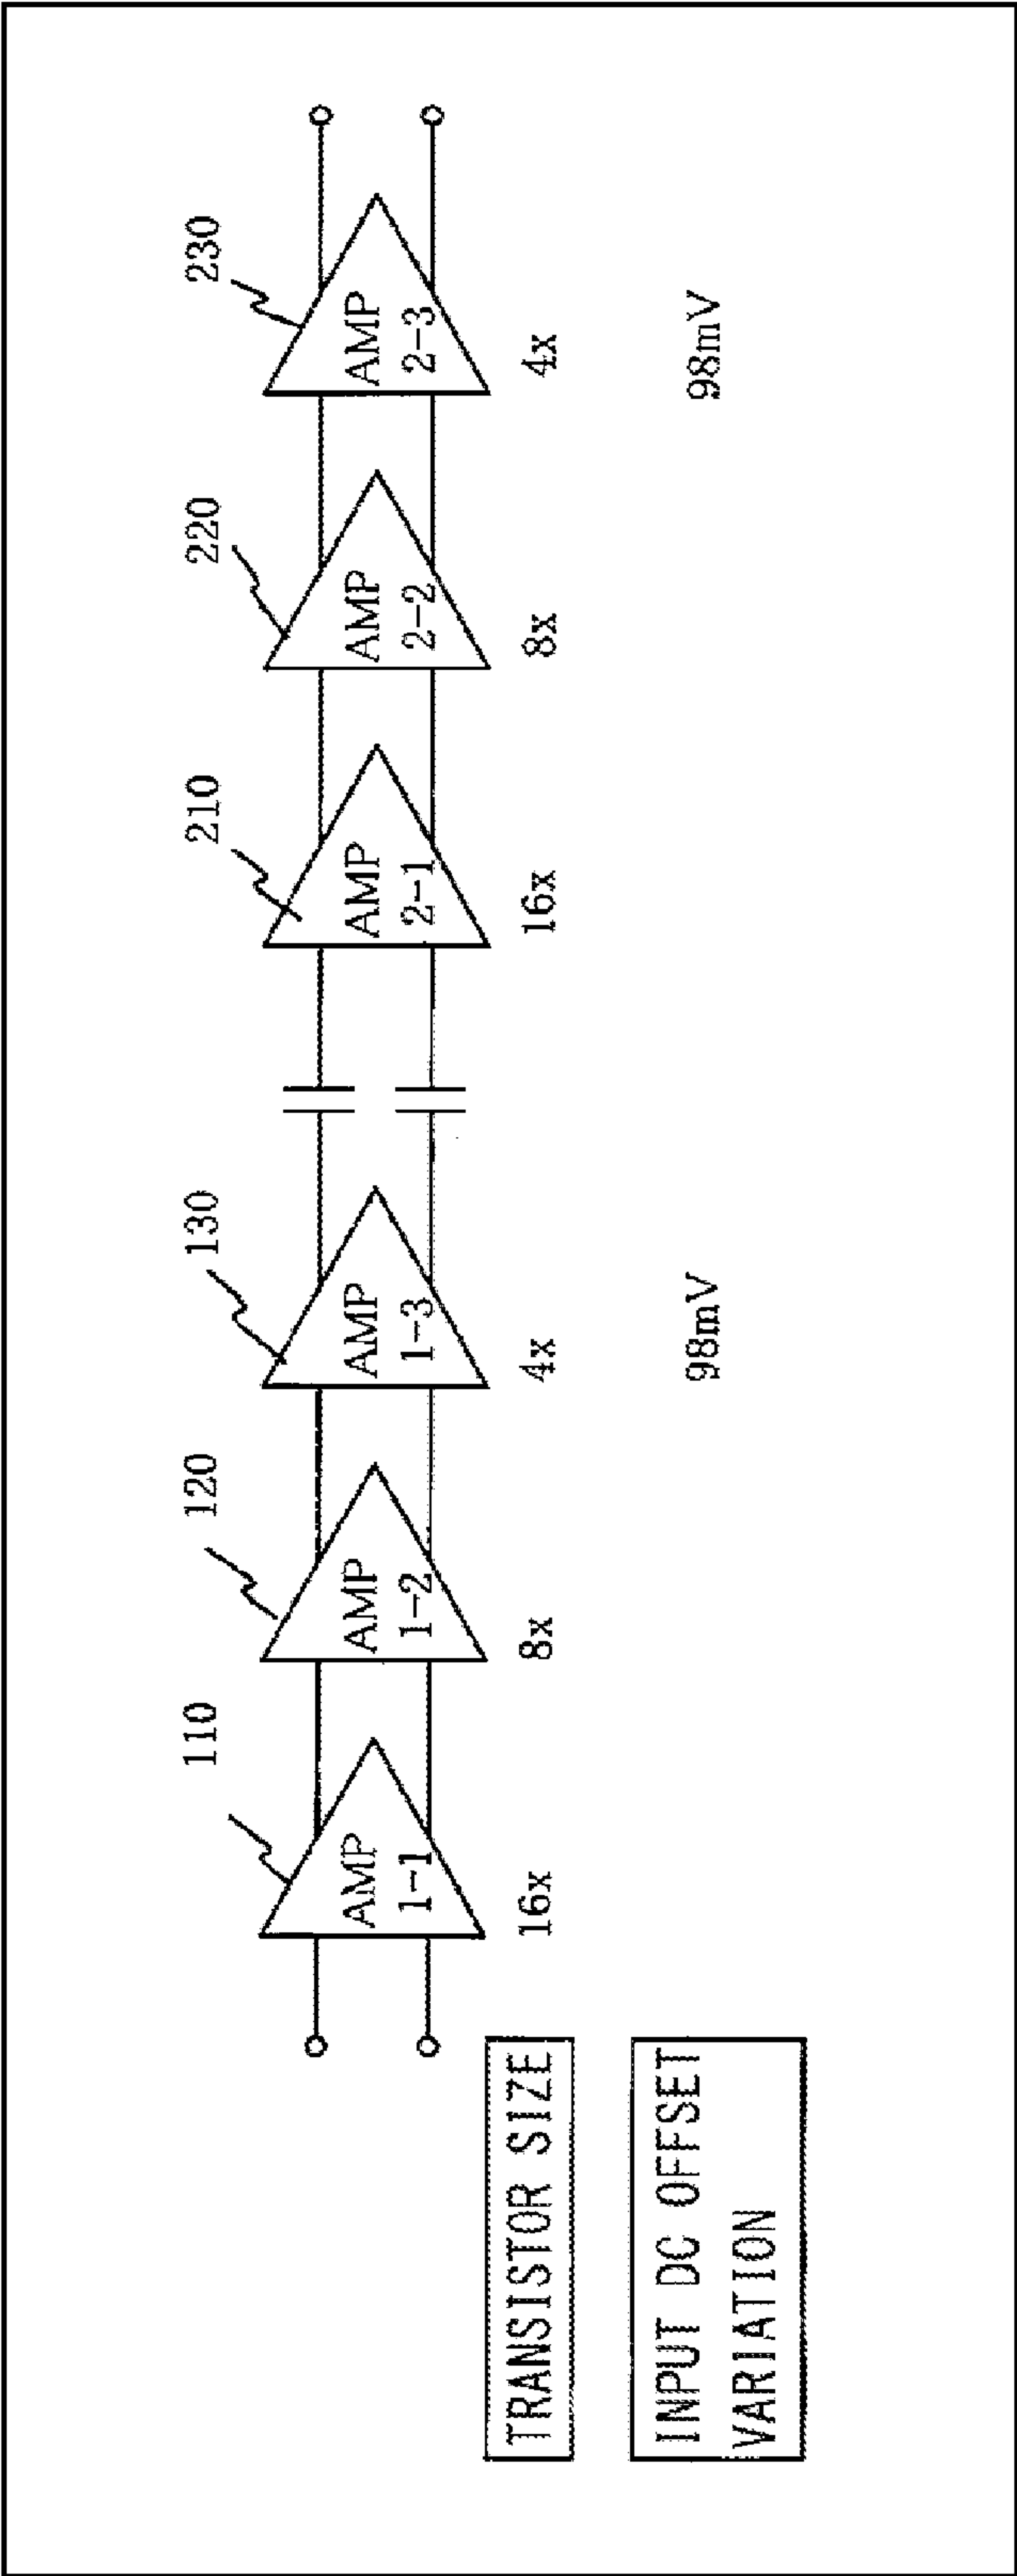 110
120
130
210
220
230
AMP
1-1
AMP
1-2
AMP
1-3
AMP
2-1
AMP
2-2
AMP
2-3
TRANSISTOR SIZE
16x
8x
4x
16x
8x
4x
INPUT DC OFFSET
VARIATION
98mV
98mV